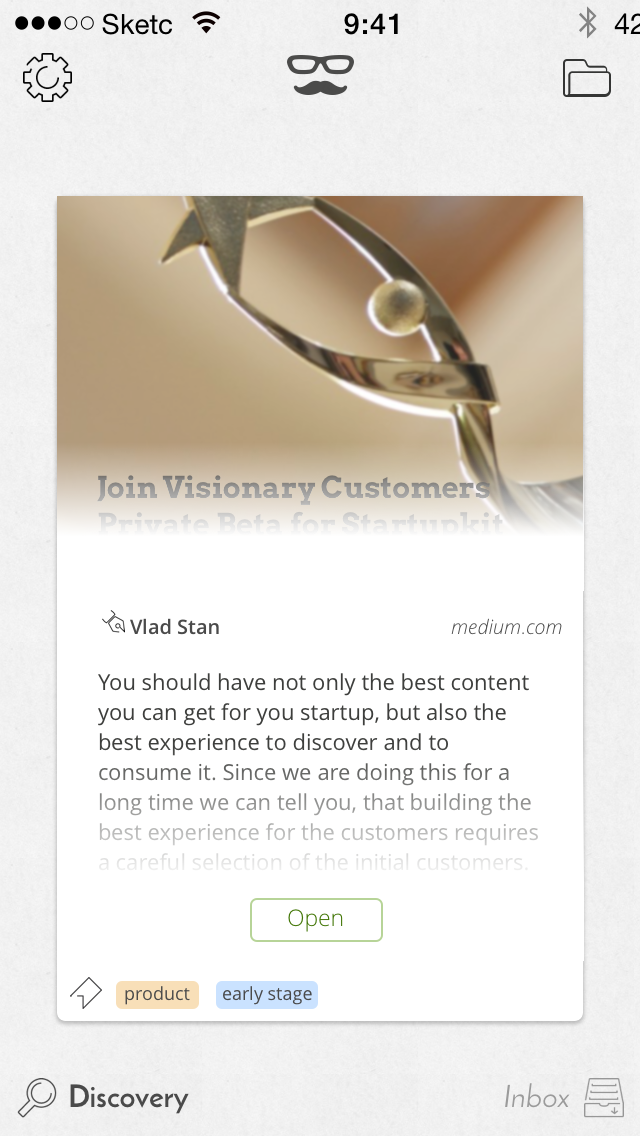 Sketc 9:41 42
Join Visionary Customers
Private Beta for Startupkit
Vlad Stan medium.com
You should have not only the best content
you can get for you startup, but also the
best experience to discover and to
consume it. Since we are doing this for a
long time we can tell you, that building the
best experience for the customers requires
a careful selection of the initial customers.
Open
product early stage
Discovery Inbox